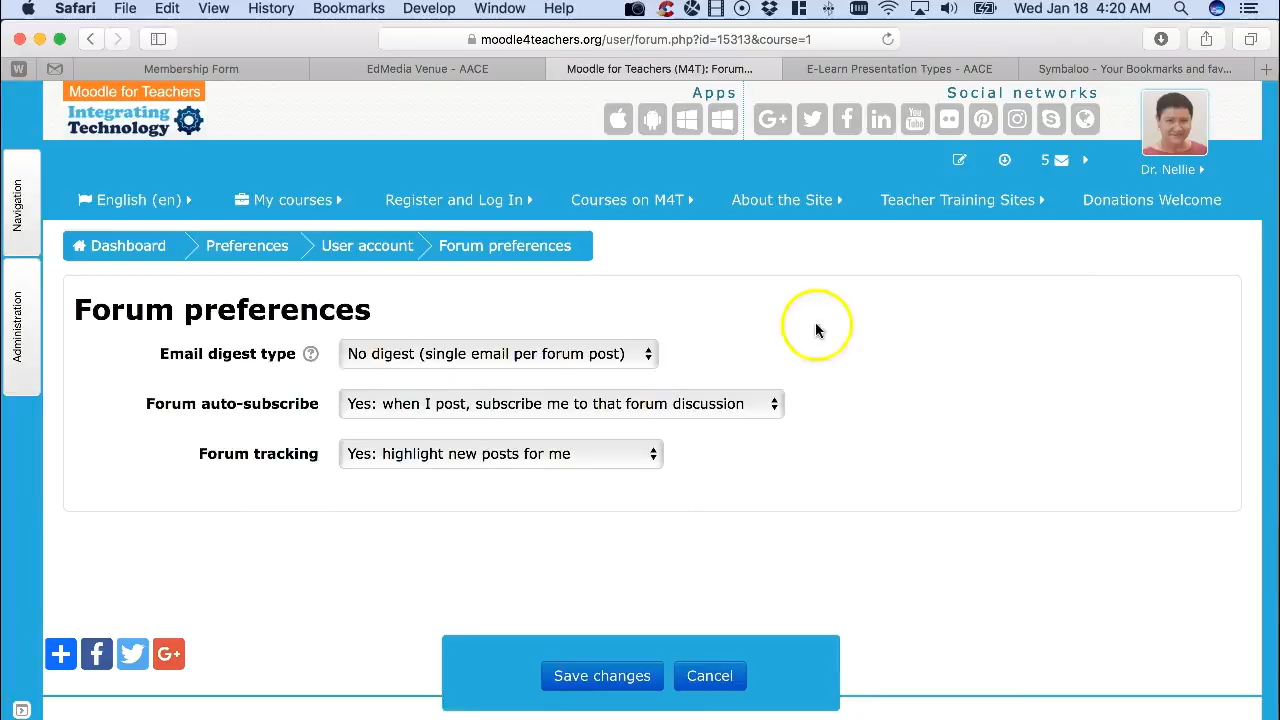 Safari File Edit View History Bookmarks Develop Window Help Wed Jan 18 4:20 AM
moodle4teachers.org/user/forum.php?id=15313&course=1
W Membership Form EdMedia Venue - AACE Moodle for Teachers (M4T): Forum... E-Learn Presentation Types - AACE Symbaloo - Your Bookmarks and fav...
Moodle for Teachers
Integrating
Technology
Apps Social networks
G+ You Tube
5
Dr. Nellie
English (en) My courses Register and Log In Courses on M4T About the Site Teacher Training Sites Donations Welcome
Navigation
Administration
Dashboard Preferences User account Forum preferences
Forum preferences
Email digest type No digest (single email per forum post)
Forum auto-subscribe Yes: when I post, subscribe me to that forum discussion
Forum tracking Yes: highlight new posts for me
G+
Save changes Cancel